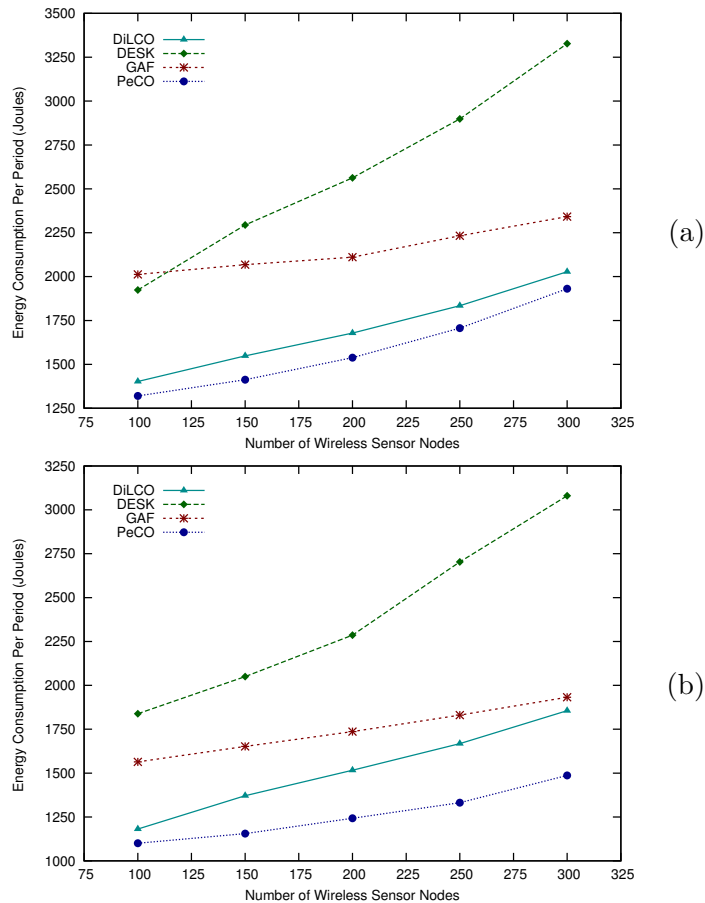 3500
3250
3000
2750
2500
2250
2000
1750
1500
1250
Energy Consumption Per Period (Joules)
DiLCO
DESK
GAF
PeCO
75 100 125 150 175 200 225 250 275 300 325
Number of Wireless Sensor Nodes
(a)
3250
3000
2750
2500
2250
2000
1750
1500
1250
1000
Energy Consumption Per Period (Joules)
DiLCO
DESK
GAF
PeCO
75 100 125 150 175 200 225 250 275 300 325
Number of Wireless Sensor Nodes
(b)